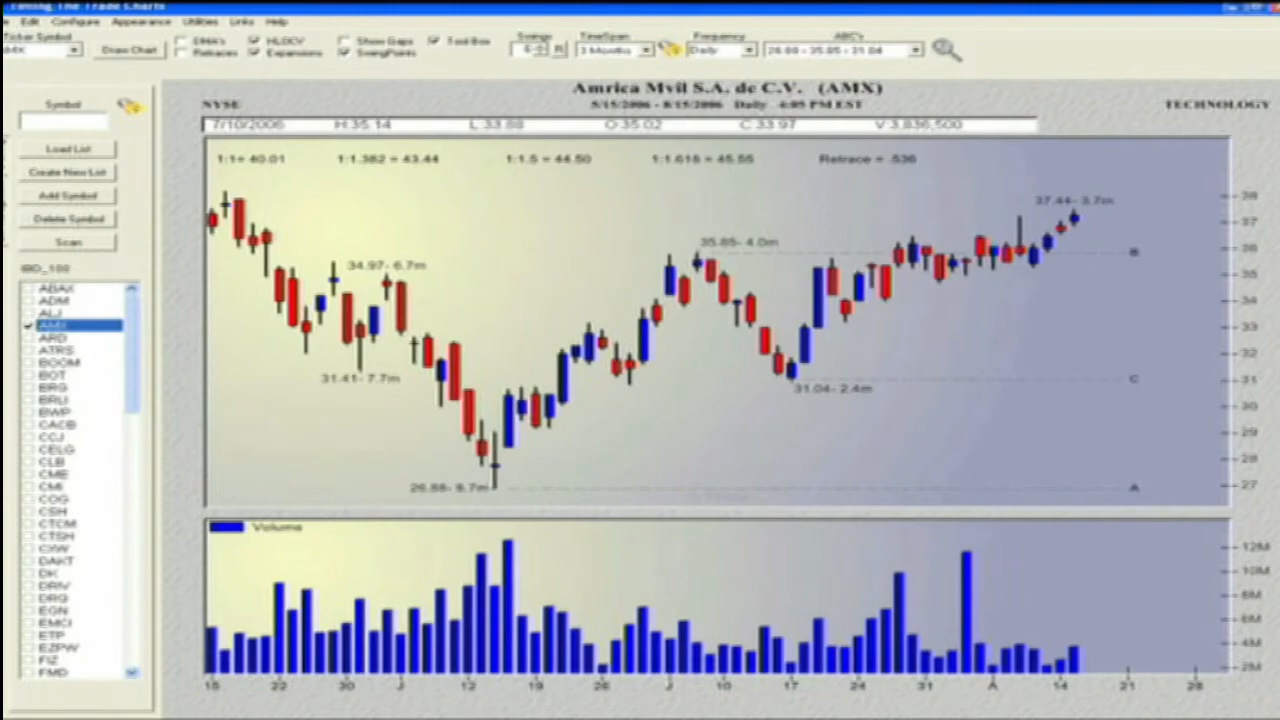 Timing The Trade Charts
Edit Configure Appearance Utilities Links Help
Ticker Symbol
AMX
Draw Chart
DMA's HLOCV Show Gaps Tool Box
Retraces Expansions SwingPoints
Swings
TimeSpan
3 Months
Frequency
Daily
ABC's
26.88 - 35.85 - 31.04
Amrica Mvil S.A. de C.V. (AMX)
NYSE
5/15/2006 - 8/15/2006 Daily 4:05 PM EST
TECHNOLOGY
7/10/2006 H:35.14 L:33.88 O:35.02 C:33.97 V:3,836,500
1:1= 40.01 1:1.382 = 43.44 1:1.5 = 44.50 1:1.618 = 45.55 Retrace = .536
Symbol
Load List
Create New List
Add Symbol
Delete Symbol
Scan
IBD_100
ABAX
ADM
ALJ
AMX
ARD
ATRS
BOOM
BOT
BRG
BRLI
BWP
CACB
CCJ
CELG
CLB
CME
CMI
COG
CSH
CTCM
CTSH
CXW
DAKT
DK
DRIV
DRQ
EGN
EMCI
ETP
EZPW
FIZ
FMD
37.44- 3.7m
35.85- 4.0m
34.97- 6.7m
31.41- 7.7m
31.04- 2.4m
26.88- 8.7m
B
C
A
38
37
36
35
34
33
32
31
30
29
28
27
Volume
12M
10M
8M
6M
4M
2M
15 22 30 J 12 19 26 J 10 17 24 31 A 14 21 28